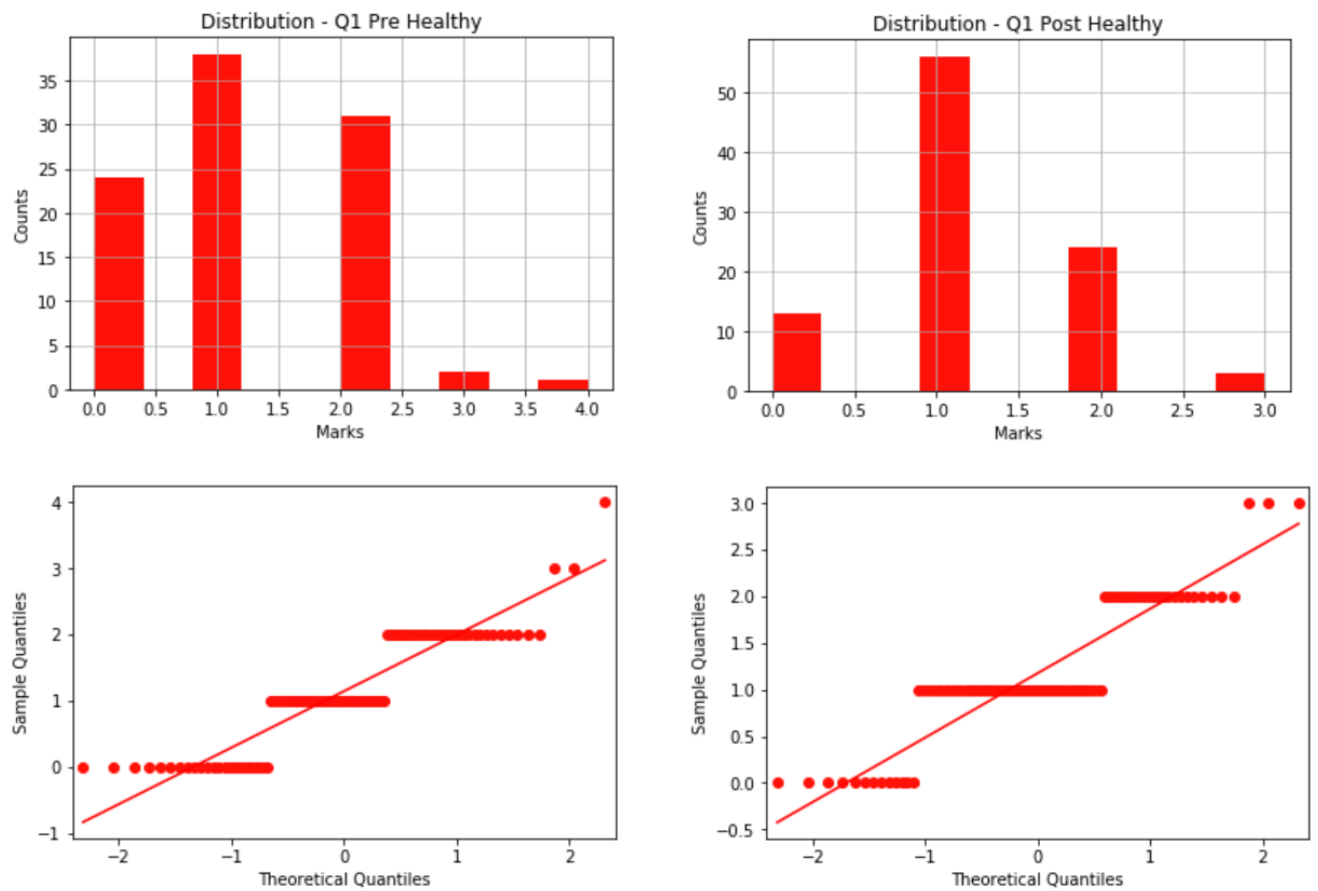 Distribution - Q1 Pre Healthy
35
30
25
20
15
10
5
0
Counts
0.0 0.5 1.0 1.5 2.0 2.5 3.0 3.5 4.0
Marks
Distribution - Q1 Post Healthy
50
40
30
20
10
0
Counts
0.0 0.5 1.0 1.5 2.0 2.5 3.0
Marks
4
3
2
1
0
−1
Sample Quantiles
−2 −1 0 1 2
Theoretical Quantiles
3.0
2.5
2.0
1.5
1.0
0.5
0.0
−0.5
Sample Quantiles
−2 −1 0 1 2
Theoretical Quantiles